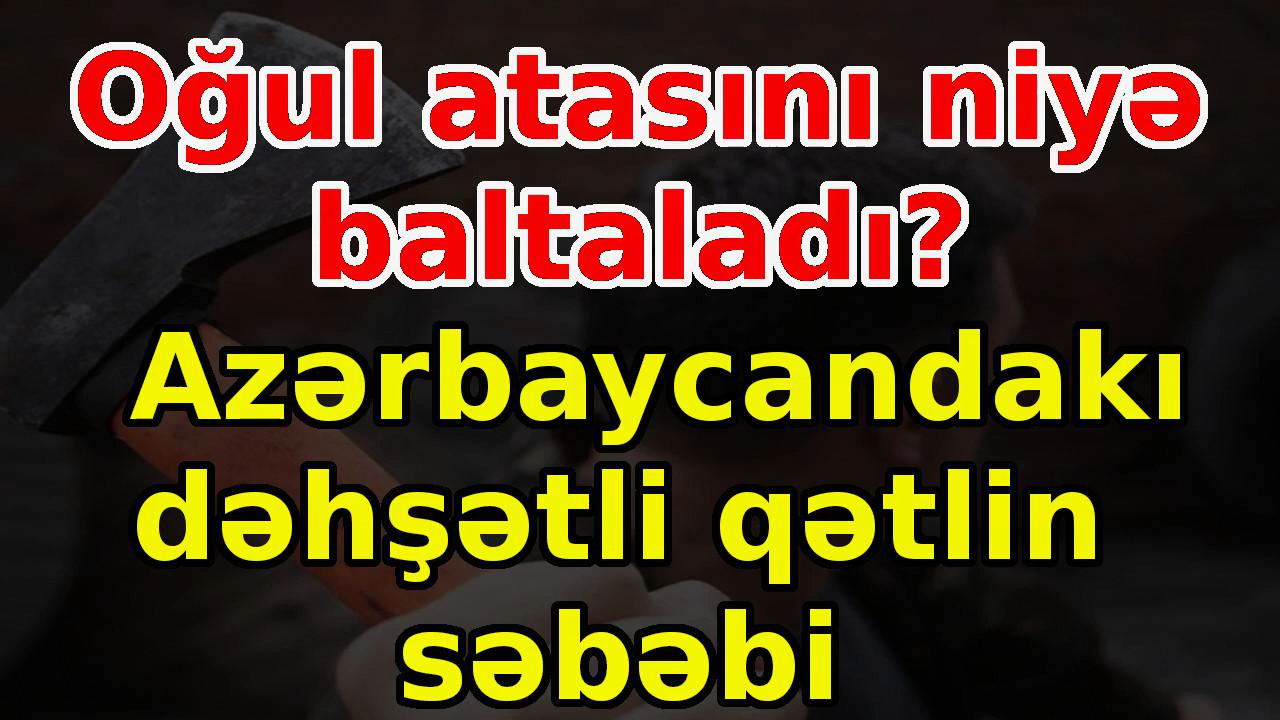 Oğul atasını niyə
baltaladı?
Azərbaycandakı
dəhşətli qətlin
səbəbi